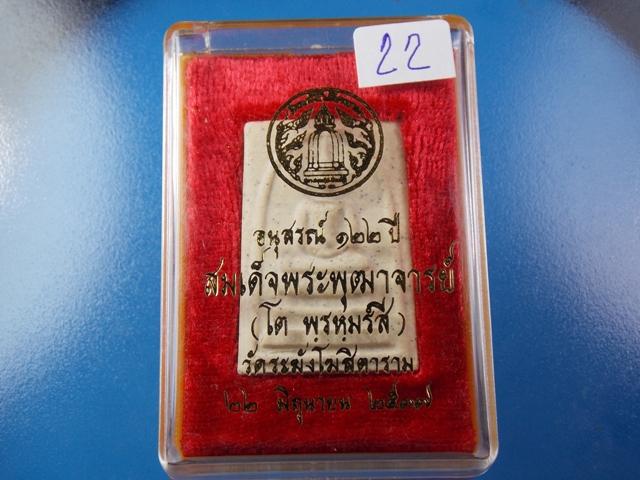 22
อนุสรณ์ ๑๒๒ ปี
สมเด็จพระพุฒาจารย์
(โต พรหมรํสี)
วัดระฆังโฆสิตาราม
๒๒ มิถุนายน ๒๕๓๗